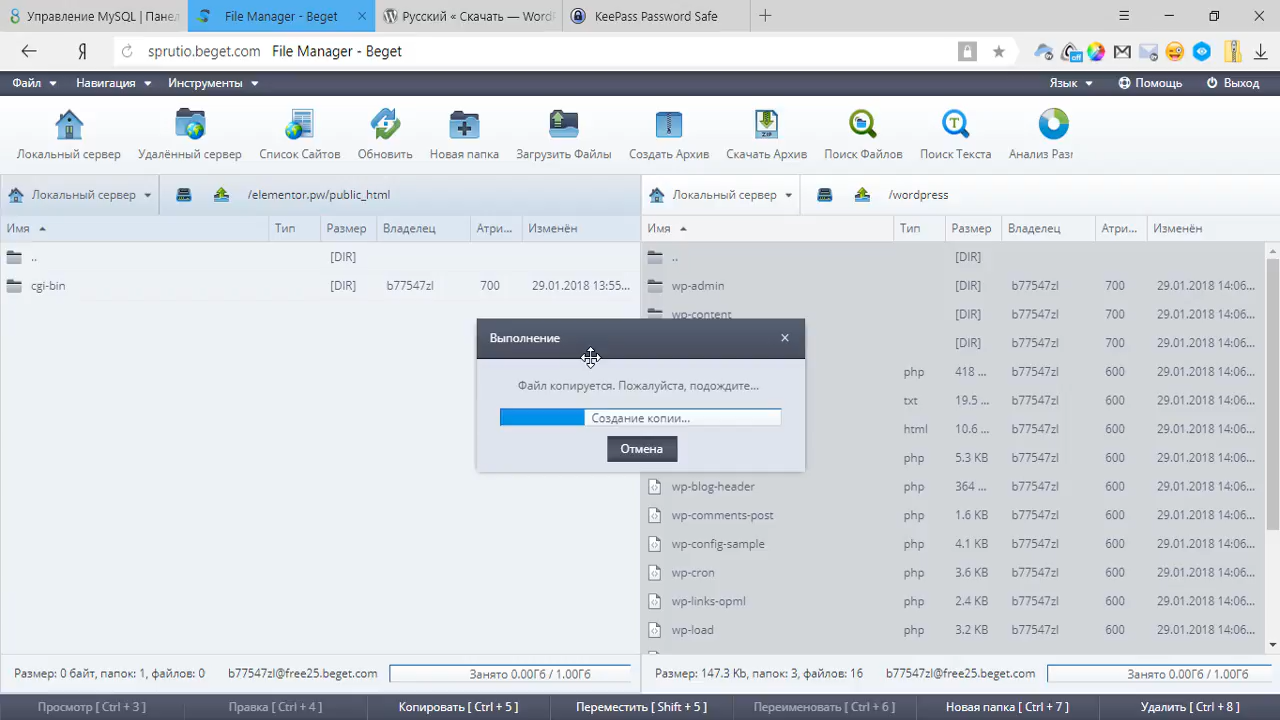 Управление MySQL | Панел
File Manager - Beget
Русский « Скачать — WordP
KeePass Password Safe
Я
sprutio.beget.com File Manager - Beget
off
Файл Навигация Инструменты
Язык Помощь Выход
Локальный сервер
Удалённый сервер
Список Сайтов
Обновить
Новая папка
Загрузить Файлы
Создать Архив
Скачать Архив
Поиск Файлов
Поиск Текста
Анализ Разм
Локальный сервер /elementor.pw/public_html
Локальный сервер /wordpress
Имя Тип Размер Владелец Атри... Изменён
.. [DIR]
cgi-bin [DIR] b77547zl 700 29.01.2018 13:55...
Имя Тип Размер Владелец Атри... Изменён
.. [DIR]
wp-admin [DIR] b77547zl 700 29.01.2018 14:06...
wp-content [DIR] b77547zl 700 29.01.2018 14:06...
[DIR] b77547zl 700 29.01.2018 14:06...
php 418 ... b77547zl 600 29.01.2018 14:06...
txt 19.5 ... b77547zl 600 29.01.2018 14:06...
html 10.6 ... b77547zl 600 29.01.2018 14:06...
php 5.3 KB b77547zl 600 29.01.2018 14:06...
wp-blog-header php 364 ... b77547zl 600 29.01.2018 14:06...
wp-comments-post php 1.6 KB b77547zl 600 29.01.2018 14:06...
wp-config-sample php 4.1 KB b77547zl 600 29.01.2018 14:06...
wp-cron php 3.6 KB b77547zl 600 29.01.2018 14:06...
wp-links-opml php 2.4 KB b77547zl 600 29.01.2018 14:06...
wp-load php 3.2 KB b77547zl 600 29.01.2018 14:06...
Выполнение
Файл копируется. Пожалуйста, подождите...
Создание копии...
Отмена
Размер: 0 байт, папок: 1, файлов: 0 b77547zl@free25.beget.com Занято 0.00Гб / 1.00Гб
Размер: 147.3 Kb, папок: 3, файлов: 16 b77547zl@free25.beget.com Занято 0.00Гб / 1.00Гб
Просмотр [ Ctrl + 3 ] Правка [ Ctrl + 4 ] Копировать [ Ctrl + 5 ] Переместить [ Shift + 5 ] Переименовать [ Ctrl + 6 ] Новая папка [ Ctrl + 7 ] Удалить [ Ctrl + 8 ]